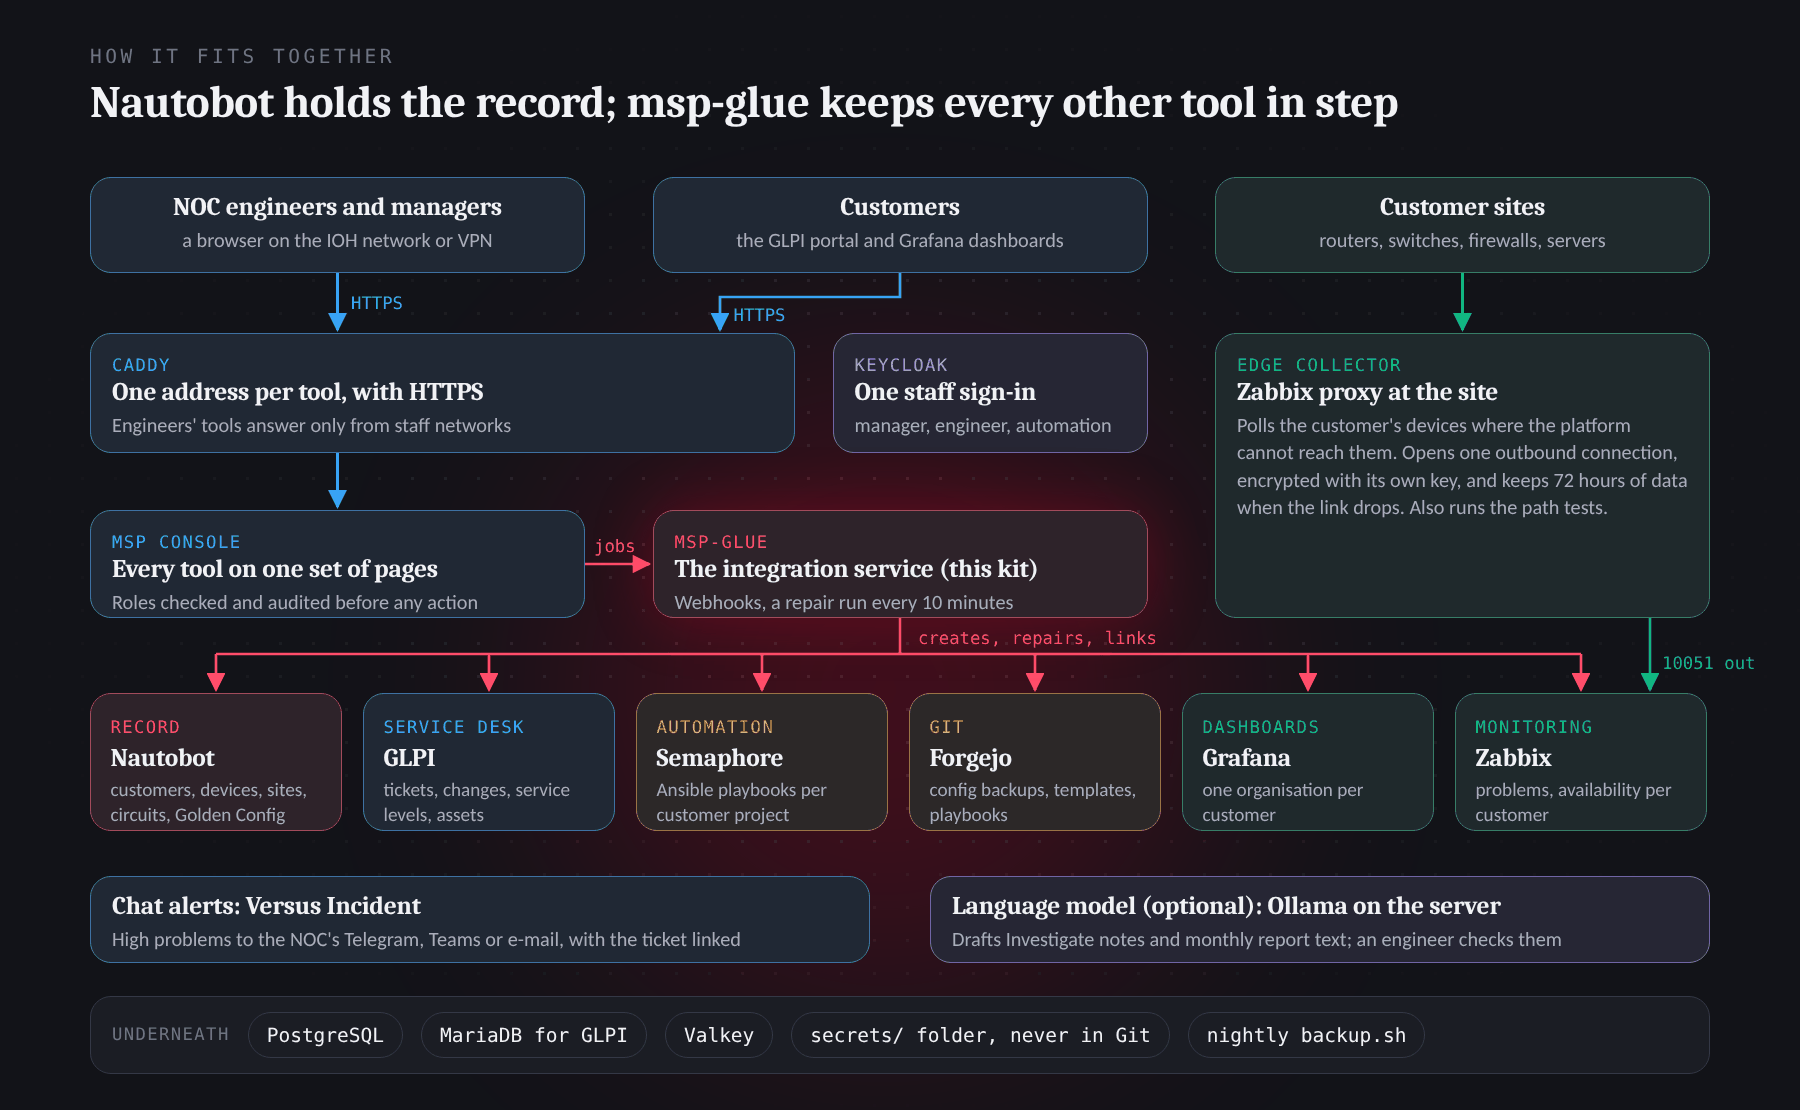 HOW IT FITS TOGETHER
Nautobot holds the record; msp-glue keeps every other tool in step
NOC engineers and managers
a browser on the IOH network or VPN
Customers
the GLPI portal and Grafana dashboards
Customer sites
routers, switches, firewalls, servers
HTTPS
HTTPS
CADDY
One address per tool, with HTTPS
Engineers' tools answer only from staff networks
KEYCLOAK
One staff sign-in
manager, engineer, automation
EDGE COLLECTOR
Zabbix proxy at the site
Polls the customer's devices where the platform
cannot reach them. Opens one outbound connection,
encrypted with its own key, and keeps 72 hours of data
when the link drops. Also runs the path tests.
MSP CONSOLE
Every tool on one set of pages
Roles checked and audited before any action
jobs
MSP-GLUE
The integration service (this kit)
Webhooks, a repair run every 10 minutes
creates, repairs, links
10051 out
RECORD
Nautobot
customers, devices, sites,
circuits, Golden Config
SERVICE DESK
GLPI
tickets, changes, service
levels, assets
AUTOMATION
Semaphore
Ansible playbooks per
customer project
GIT
Forgejo
config backups, templates,
playbooks
DASHBOARDS
Grafana
one organisation per
customer
MONITORING
Zabbix
problems, availability per
customer
Chat alerts: Versus Incident
High problems to the NOC's Telegram, Teams or e-mail, with the ticket linked
Language model (optional): Ollama on the server
Drafts Investigate notes and monthly report text; an engineer checks them
UNDERNEATH
PostgreSQL
MariaDB for GLPI
Valkey
secrets/ folder, never in Git
nightly backup.sh